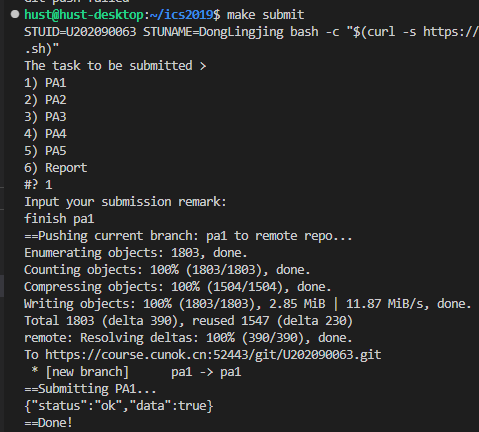 git push failed
hust@hust-desktop:~/ics2019$ make submit
STUID=U202090063 STUNAME=DongLingjing bash -c "$(curl -s https://
.sh)"
The task to be submitted >
1) PA1
2) PA2
3) PA3
4) PA4
5) PA5
6) Report
#? 1
Input your submission remark:
finish pa1
==Pushing current branch: pa1 to remote repo...
Enumerating objects: 1803, done.
Counting objects: 100% (1803/1803), done.
Compressing objects: 100% (1504/1504), done.
Writing objects: 100% (1803/1803), 2.85 MiB | 11.87 MiB/s, done.
Total 1803 (delta 390), reused 1547 (delta 230)
remote: Resolving deltas: 100% (390/390), done.
To https://course.cunok.cn:52443/git/U202090063.git
 * [new branch]      pa1 -> pa1
==Submitting PA1...
{"status":"ok","data":true}
==Done!